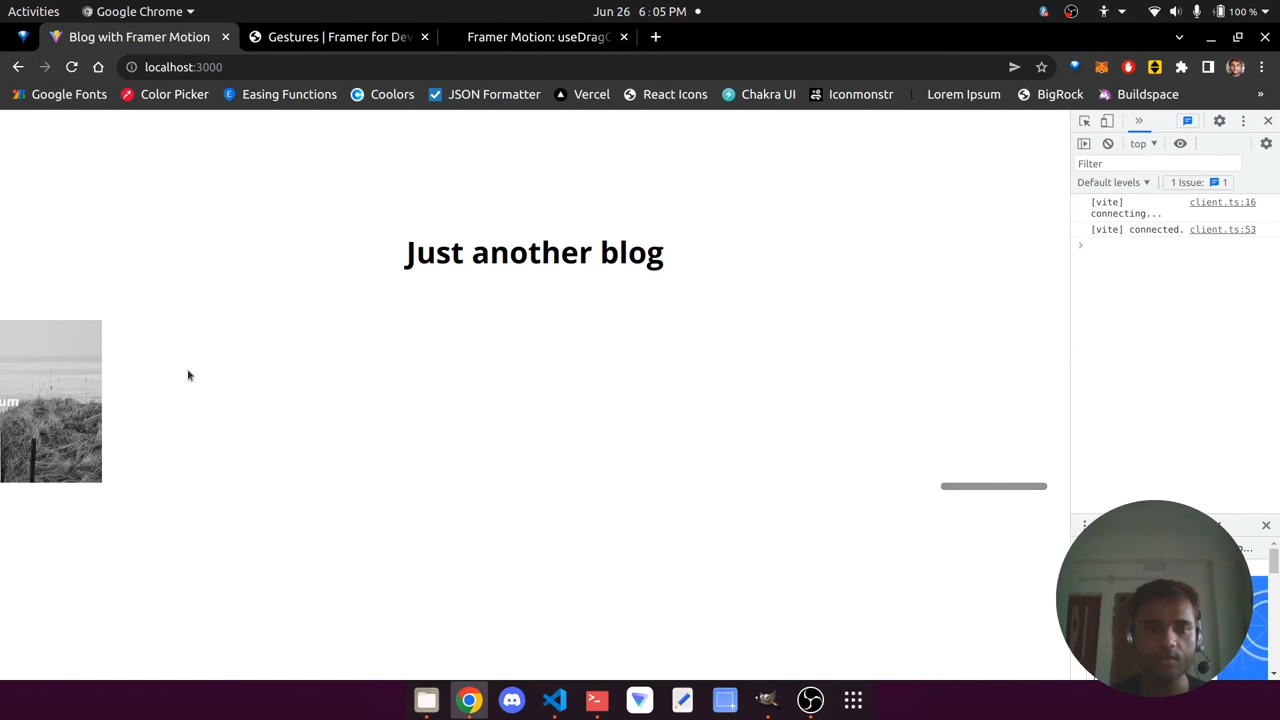 Activities
Google Chrome
Jun 26 6:05 PM
100 %
Blog with Framer Motion
Gestures | Framer for De
Framer Motion: useDrag
localhost:3000
Google Fonts
Color Picker
Easing Functions
Coolors
JSON Formatter
Vercel
React Icons
Chakra UI
Iconmonstr
Lorem Ipsum
BigRock
Buildspace
»
top
Filter
Default levels
1 Issue: 1
[vite] connecting...
client.ts:16
[vite] connected.
client.ts:53
Just another blog
um